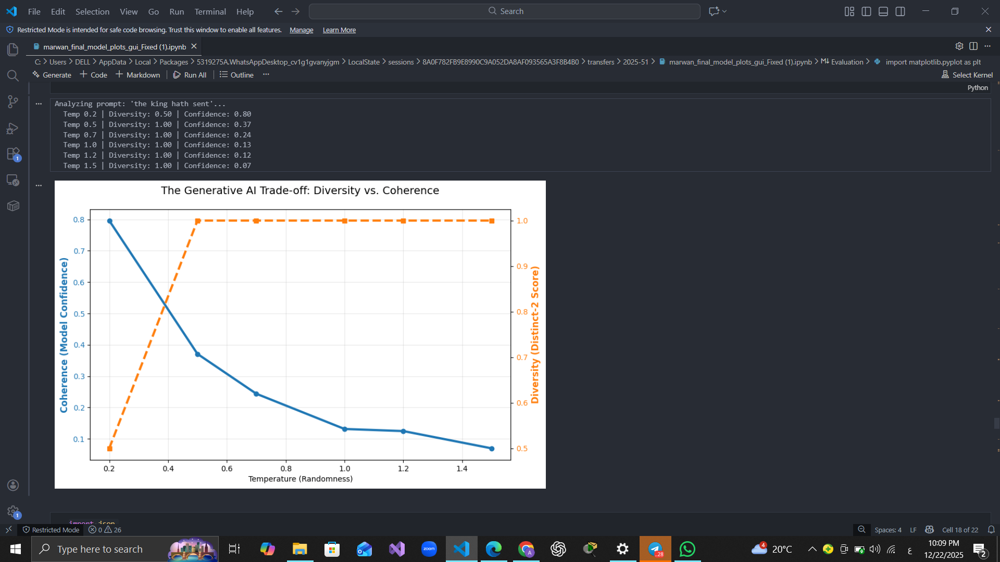 File Edit Selection View Go Run Terminal Help Search
Restricted Mode is intended for safe code browsing. Trust this window to enable all features. Manage Learn More
marwan_final_model_plots_gui_Fixed (1).ipynb
C: > Users > DELL > AppData > Local > Packages > 5319275A.WhatsAppDesktop_cv1g1gvanyjgm > LocalState > sessions > 8A0F782FB9E8990C9A052DA8AF093565A3F8B4B0 > transfers > 2025-51 > marwan_final_model_plots_gui_Fixed (1).ipynb > Evaluation > import matplotlib.pyplot as plt
Generate + Code + Markdown Run All Outline ... Select Kernel
Python
Analyzing prompt: 'the king hath sent'...
Temp 0.2 | Diversity: 0.50 | Confidence: 0.80
Temp 0.5 | Diversity: 1.00 | Confidence: 0.37
Temp 0.7 | Diversity: 1.00 | Confidence: 0.24
Temp 1.0 | Diversity: 1.00 | Confidence: 0.13
Temp 1.2 | Diversity: 1.00 | Confidence: 0.12
Temp 1.5 | Diversity: 1.00 | Confidence: 0.07
The Generative AI Trade-off: Diversity vs. Coherence
Coherence (Model Confidence)
0.8
0.7
0.6
0.5
0.4
0.3
0.2
0.1
1.0
0.9
0.8
0.7
0.6
0.5
Diversity (Distinct-2 Score)
0.2 0.4 0.6 0.8 1.0 1.2 1.4
Temperature (Randomness)
import json
1
1
Restricted Mode 0 26 Spaces: 4 LF Cell 18 of 22
Type here to search zoom ..28 4 20°C ع 10:09 PM
12/22/2025 2